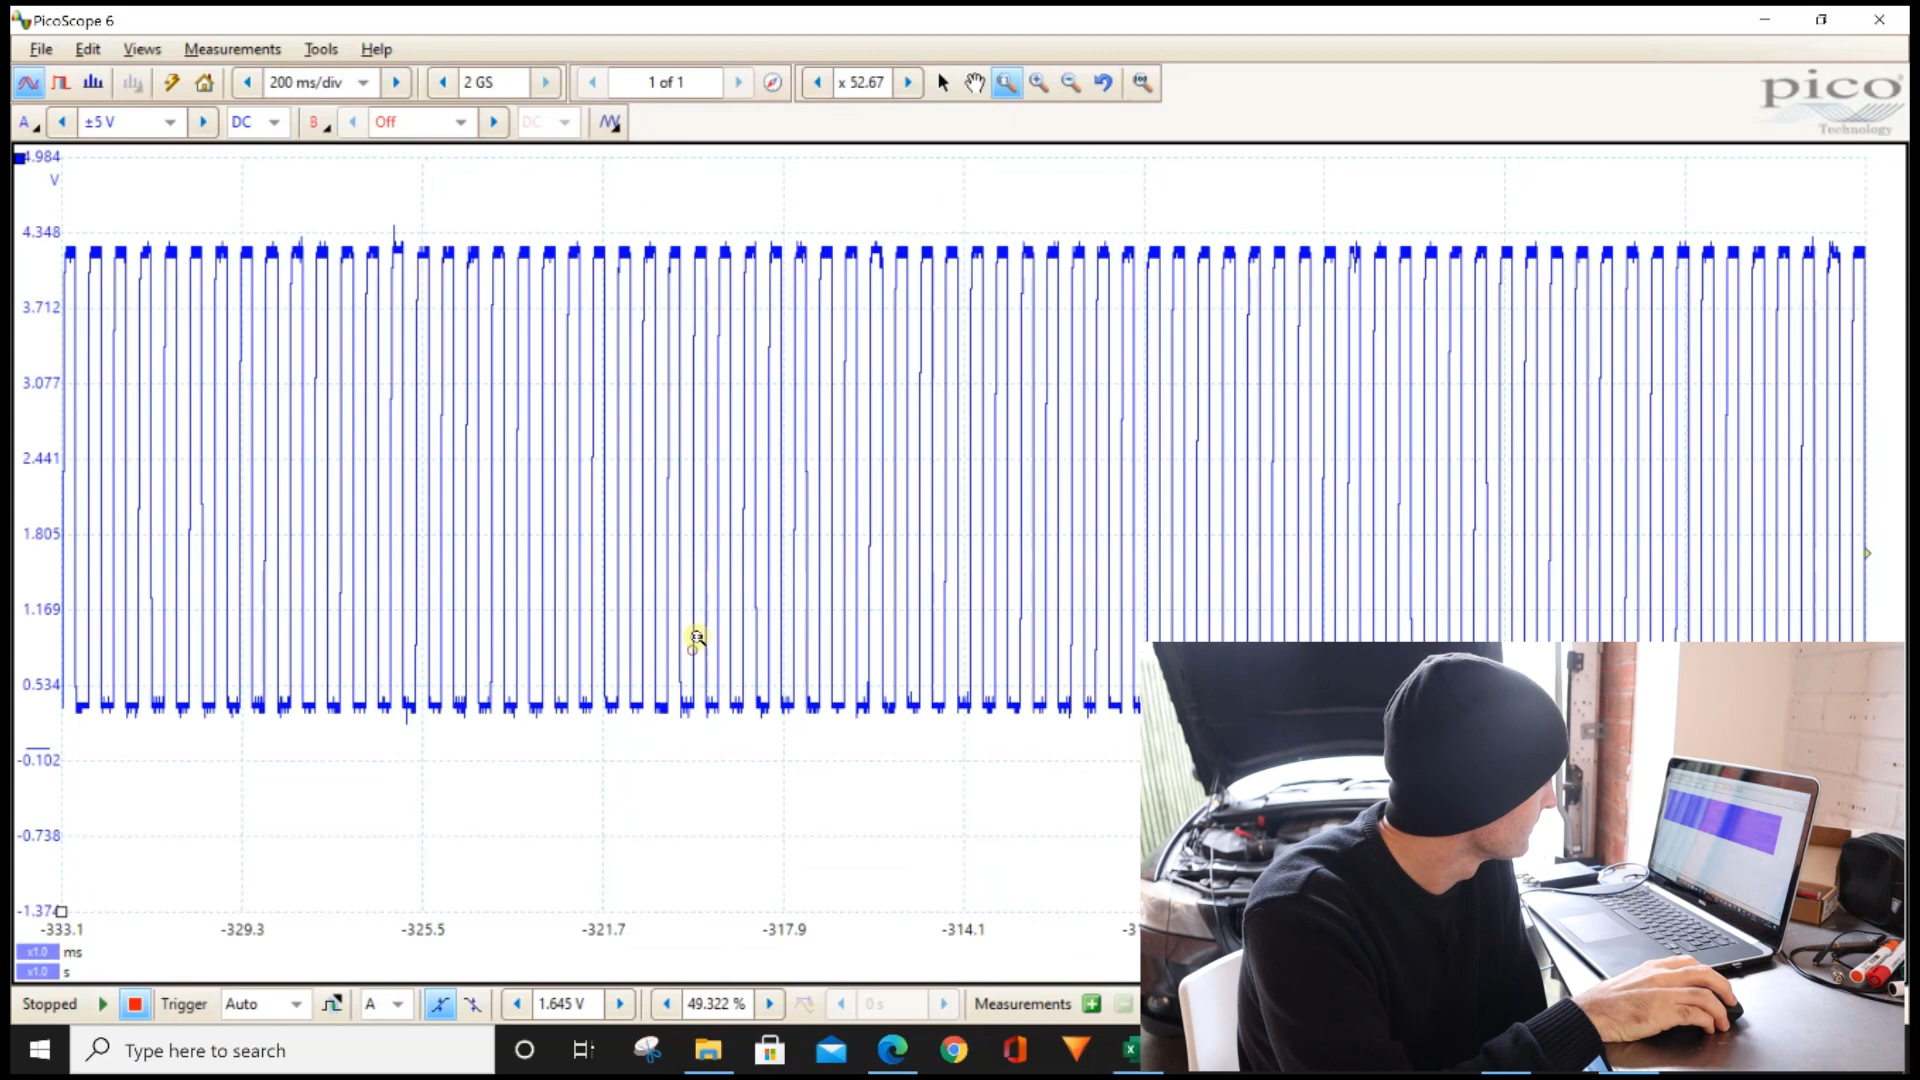 PicoScope 6
File Edit Views Measurements Tools Help
200 ms/div 2 GS 1 of 1 x 52.67
pico
Technology
A ±5 V DC B Off DC
4.984
V
4.348
3.712
3.077
2.441
1.805
1.169
0.534
-0.102
-0.738
-1.374
-333.1 -329.3 -325.5 -321.7 -317.9 -314.1
x1.0 ms
x1.0 s
Stopped Trigger Auto A 1.645 V 49.322 % 0 s Measurements
Type here to search